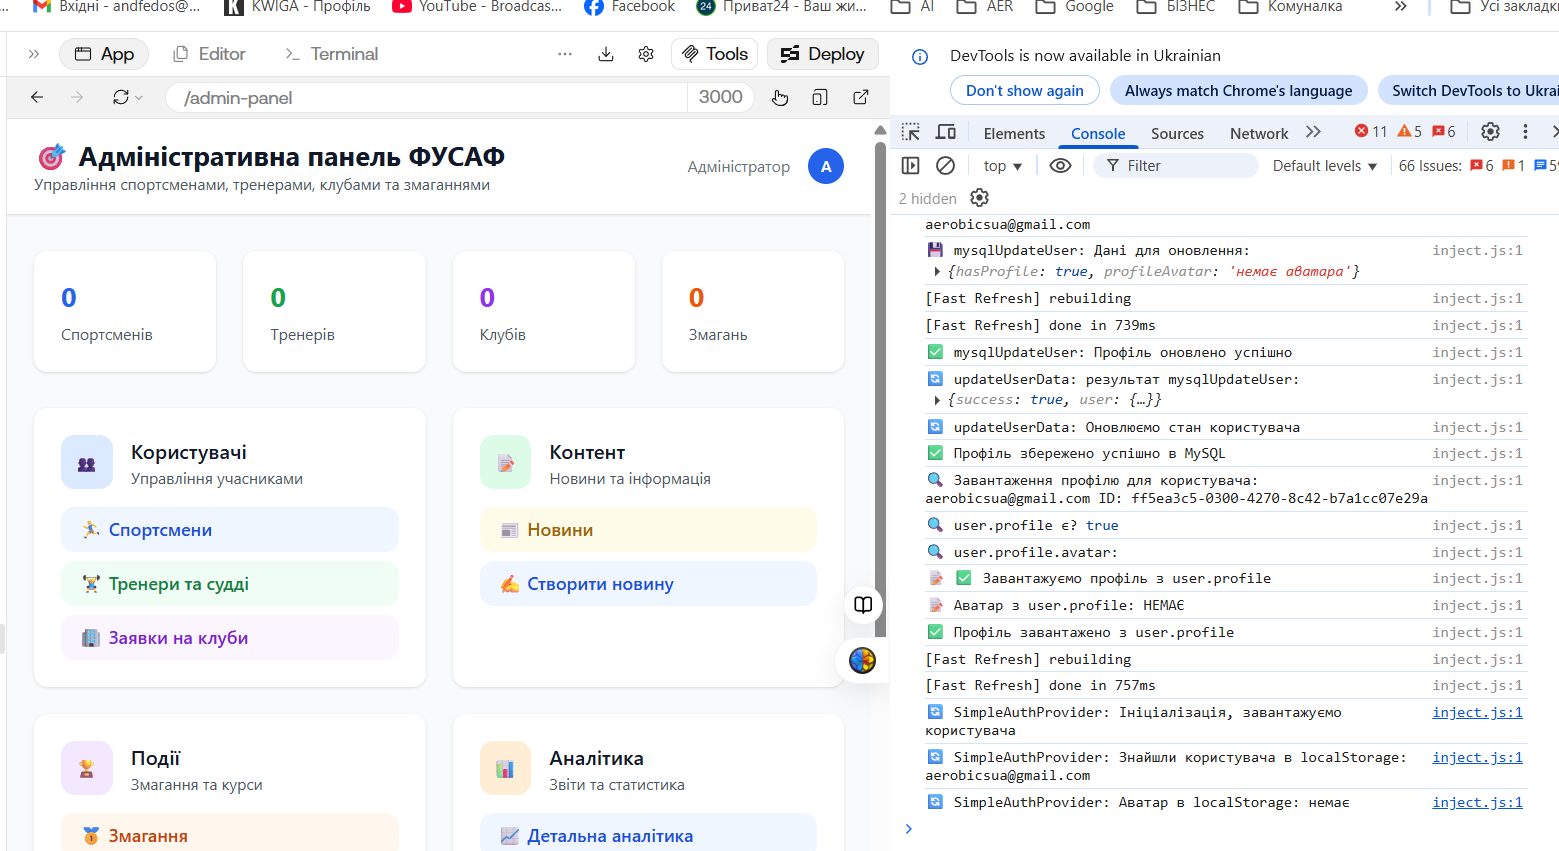 Вхідні - andfedos@...
KWIGA - Профіль
YouTube - Broadcas...
Facebook
24 Приват24 - Ваш жи...
AI
AER
Google
БІЗНЕС
Комуналка
Усі закладки
App
Editor
Terminal
Tools
Deploy
/admin-panel
3000
Адміністративна панель ФУСАФ
Управління спортсменами, тренерами, клубами та змаганнями
Адміністратор
A
0
Спортсменів
0
Тренерів
0
Клубів
0
Змагань
Користувачі
Управління учасниками
Спортсмени
Тренери та судді
Заявки на клуби
Контент
Новини та інформація
Новини
Створити новину
Події
Змагання та курси
Змагання
Аналітика
Звіти та статистика
Детальна аналітика
DevTools is now available in Ukrainian
Don't show again
Always match Chrome's language
Switch DevTools to Ukrai
Elements
Console
Sources
Network
11
5
6
top
Filter
Default levels
66 Issues:
6
1
59
2 hidden
aerobicsua@gmail.com
mysqlUpdateUser: Дані для оновлення: inject.js:1
{hasProfile: true, profileAvatar: 'немає аватара'}
[Fast Refresh] rebuilding inject.js:1
[Fast Refresh] done in 739ms inject.js:1
mysqlUpdateUser: Профіль оновлено успішно inject.js:1
updateUserData: результат mysqlUpdateUser: inject.js:1
{success: true, user: {…}}
updateUserData: Оновлюємо стан користувача inject.js:1
Профіль збережено успішно в MySQL inject.js:1
Завантаження профілю для користувача: inject.js:1
aerobicsua@gmail.com ID: ff5ea3c5-0300-4270-8c42-b7a1cc07e29a
user.profile є? true inject.js:1
user.profile.avatar: inject.js:1
Завантажуємо профіль з user.profile inject.js:1
Аватар з user.profile: НЕМАЄ inject.js:1
Профіль завантажено з user.profile inject.js:1
[Fast Refresh] rebuilding inject.js:1
[Fast Refresh] done in 757ms inject.js:1
SimpleAuthProvider: Ініціалізація, завантажуємо inject.js:1
користувача
SimpleAuthProvider: Знайшли користувача в localStorage: inject.js:1
aerobicsua@gmail.com
SimpleAuthProvider: Аватар в localStorage: немає inject.js:1